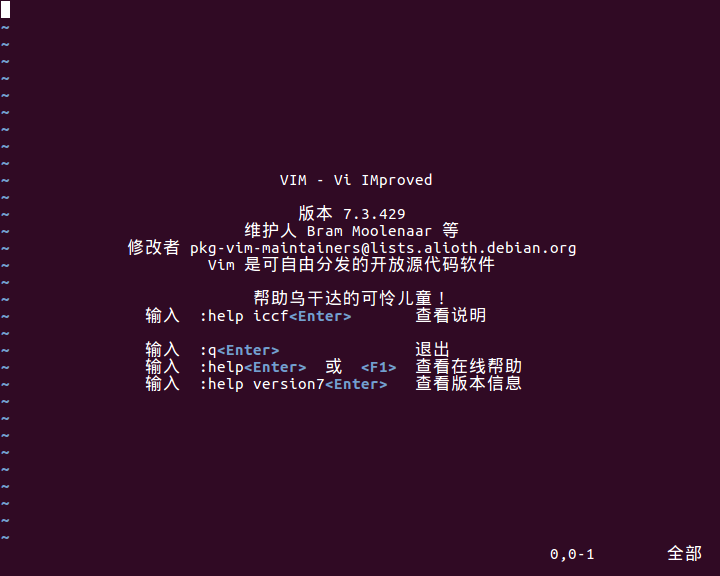 ~
~
~
~
~
~
~
~
~ VIM - Vi IMproved
~
~ 版本 7.3.429
~ 维护人 Bram Moolenaar 等
~ 修改者 pkg-vim-maintainers@lists.alioth.debian.org
~ Vim 是可自由分发的开放源代码软件
~
~ 帮助乌干达的可怜儿童！
~ 输入 :help iccf<Enter> 查看说明
~
~ 输入 :q<Enter> 退出
~ 输入 :help<Enter> 或 <F1> 查看在线帮助
~ 输入 :help version7<Enter> 查看版本信息
~
~
~
~
~
~
~
~
~
0,0-1 全部